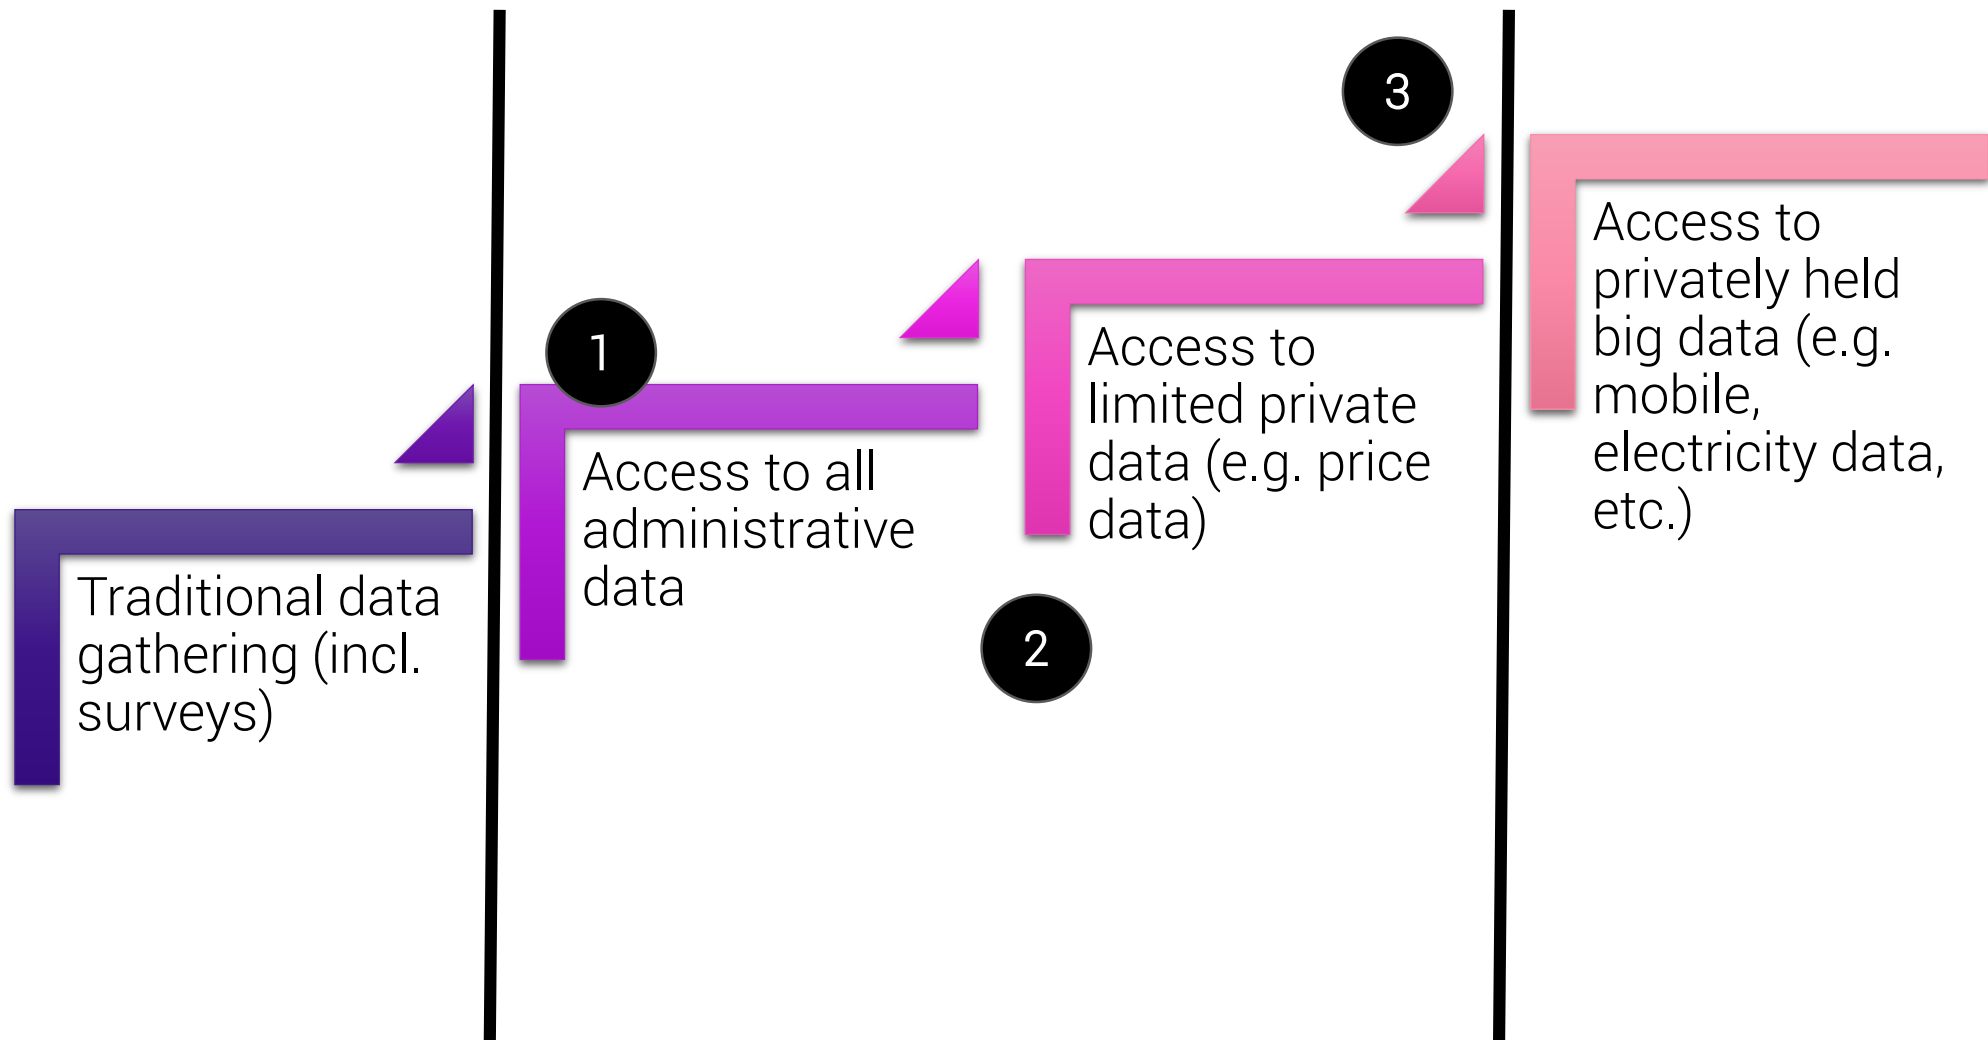 Traditional data
gathering (incl.
surveys)
1
Access to all
administrative
data
2
Access to
limited private
data (e.g. price
data)
3
Access to
privately held
big data (e.g.
mobile,
electricity data,
etc.)